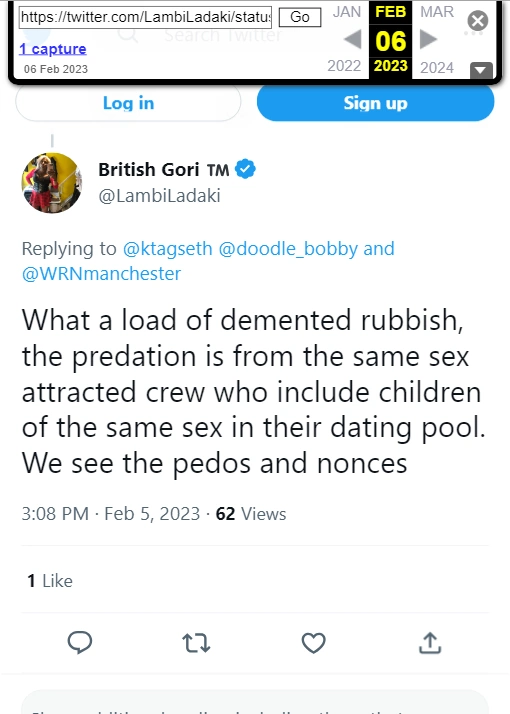 https://twitter.com/LambiLadaki/status
Go
JAN FEB MAR
Search Twitter
1 capture
06
06 Feb 2023
2022 2023 2024
Log in
Sign up
British Gori TM
@LambiLadaki
Replying to @ktagseth @doodle_bobby and
@WRNmanchester
What a load of demented rubbish,
the predation is from the same sex
attracted crew who include children
of the same sex in their dating pool.
We see the pedos and nonces
3:08 PM · Feb 5, 2023 · 62 Views
1 Like